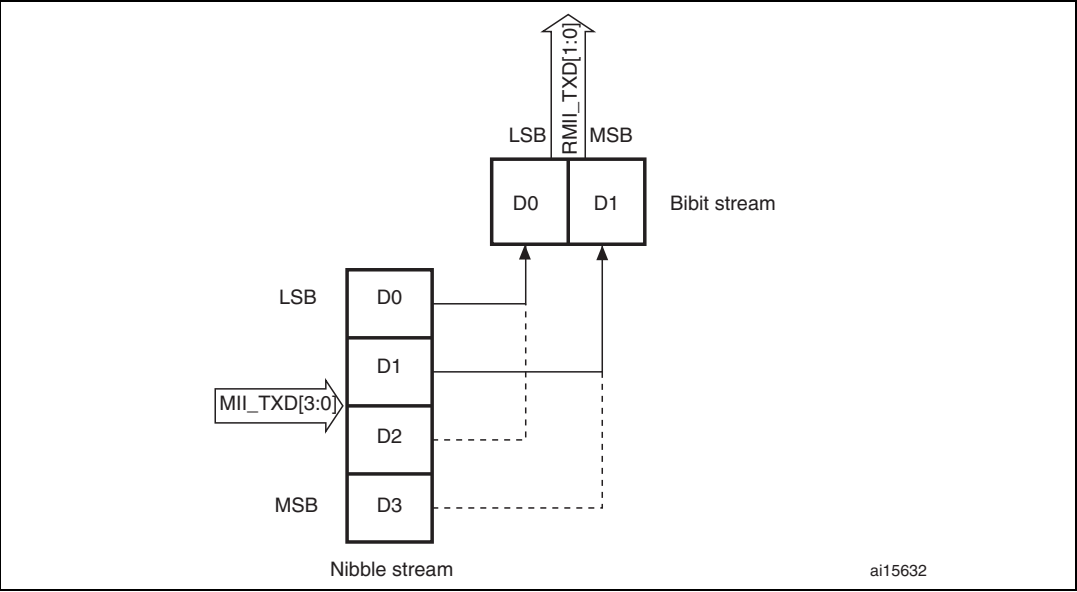 RMII_TXD[1:0]
LSB
MSB
D0
D1
Bibit stream
LSB
D0
D1
MII_TXD[3:0]
D2
MSB
D3
Nibble stream
ai15632